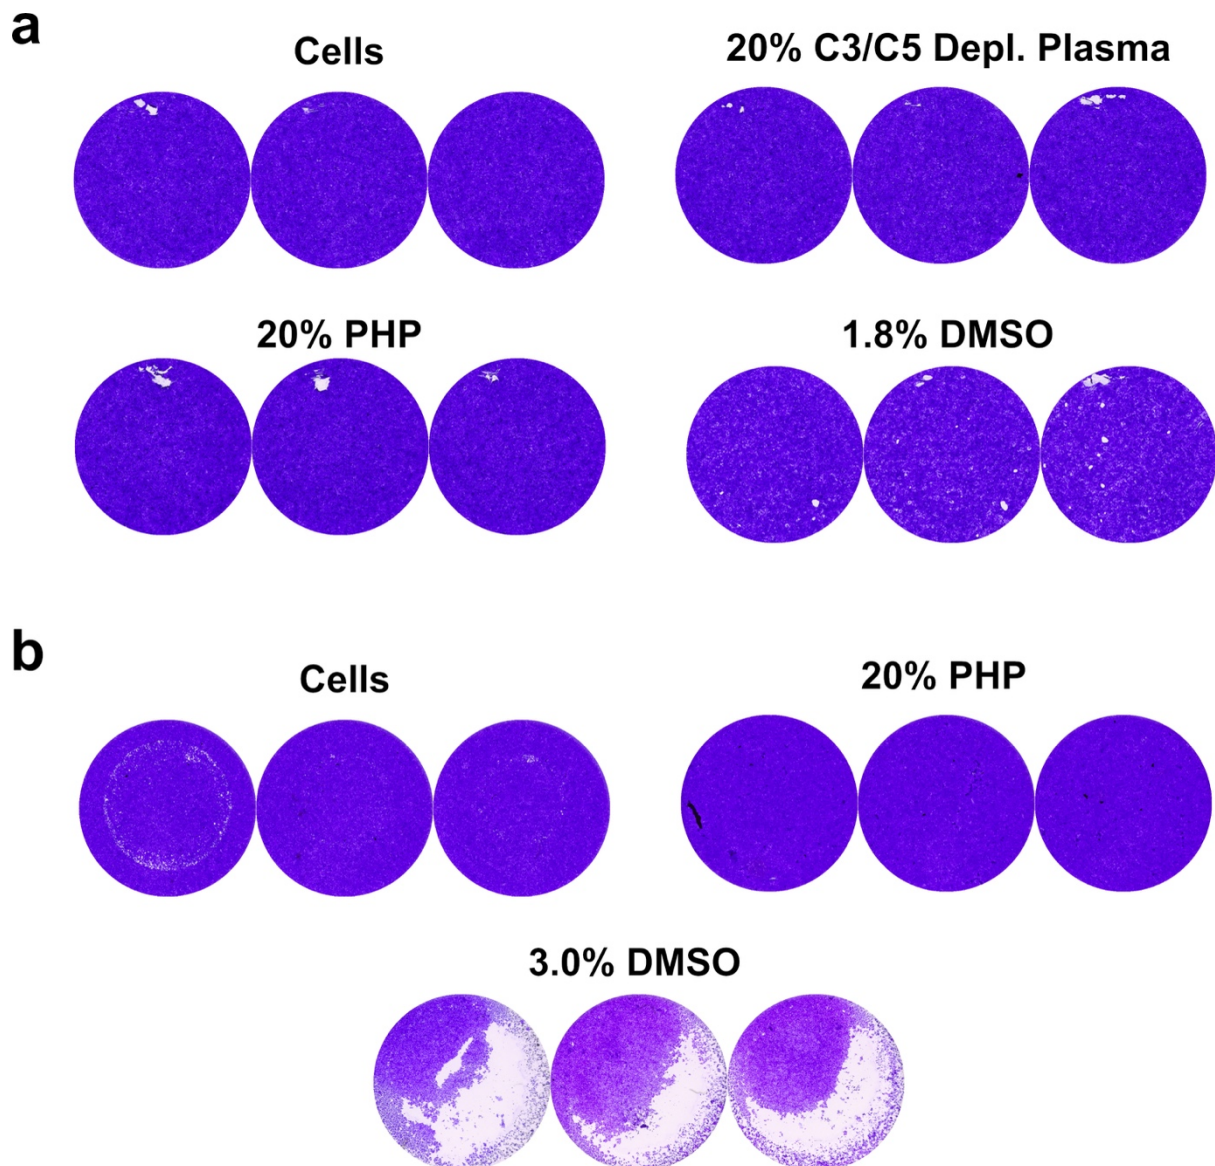 a
Cells
20% C3/C5 Depl. Plasma
20% PHP
1.8% DMSO
b
Cells
20% PHP
3.0% DMSO